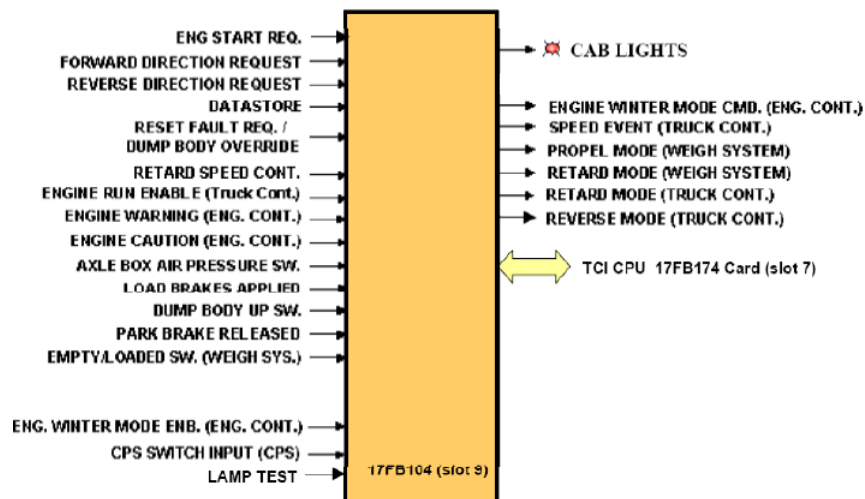 ENG START REQ.
FORWARD DIRECTION REQUEST
REVERSE DIRECTION REQUEST
DATASTORE
RESET FAULT REQ. /
DUMP BODY OVERRIDE
RETARD SPEED CONT.
ENGINE RUN ENABLE (Truck Cont.)
ENGINE WARNING (ENG. CONT.)
ENGINE CAUTION (ENG. CONT.)
AXLE BOX AIR PRESSURE SW.
LOAD BRAKES APPLIED
DUMP BODY UP SW.
PARK BRAKE RELEASED
EMPTY/LOADED SW. (WEIGH SYS.)
ENG. WINTER MODE ENB. (ENG. CONT.)
CPS SWITCH INPUT (CPS)
LAMP TEST
17FB104 (slot 9)
CAB LIGHTS
ENGINE WINTER MODE CMD. (ENG. CONT.)
SPEED EVENT (TRUCK CONT.)
PROPEL MODE (WEIGH SYSTEM)
RETARD MODE (WEIGH SYSTEM)
RETARD MODE (TRUCK CONT.)
REVERSE MODE (TRUCK CONT.)
TCI CPU 17FB174 Card (slot 7)